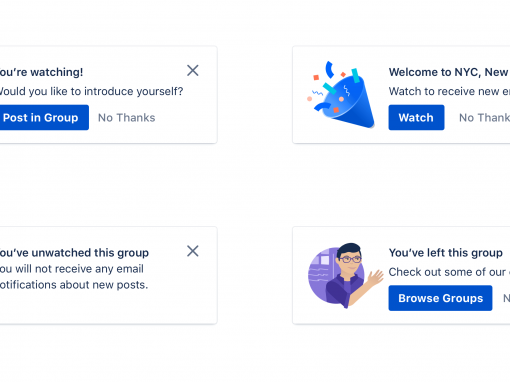 ou're watching!
ould you like to introduce yourself?
Post in Group No Thanks
Welcome to NYC, New
Watch to receive new e
Watch No Thank
ou've unwatched this group
ou will not receive any email
otifications about new posts.
You've left this group
Check out some of our
Browse Groups N